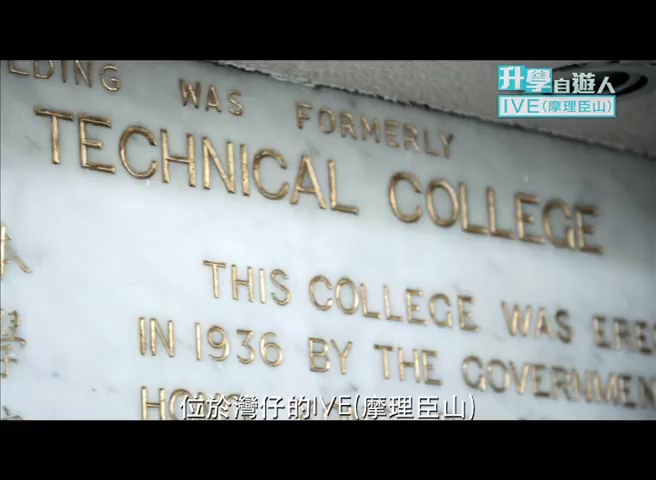 升學自遊人
IVE(摩理臣山)
WAS FORMERLY
TECHNICAL COLLEGE
THIS COLLEGE WAS
IN 1936 BY THE GOVERNMENT
位於灣仔的IVE(摩理臣山)